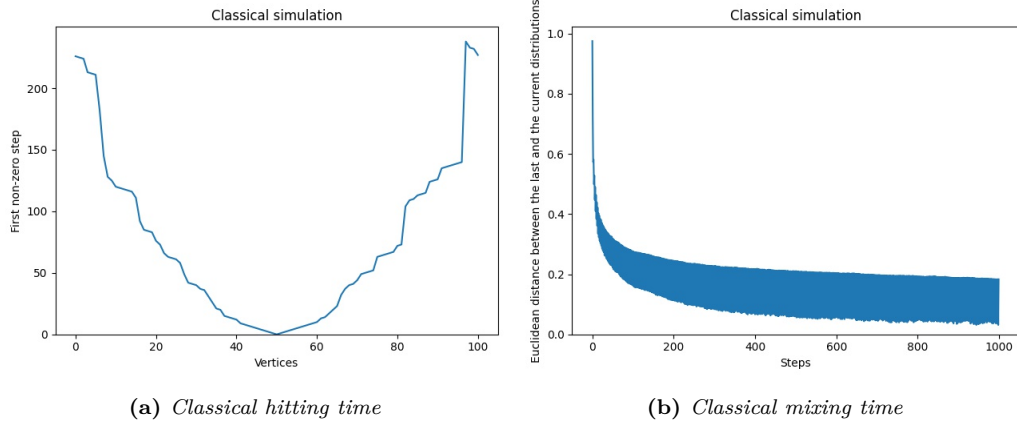 Classical simulation
First non-zero step
200
150
100
50
0
0 20 40 60 80 100
Vertices
(a) Classical hitting time
Classical simulation
Euclidean distance between the last and the current distributions
1.0
0.8
0.6
0.4
0.2
0.0
0 200 400 600 800 1000
Steps
(b) Classical mixing time